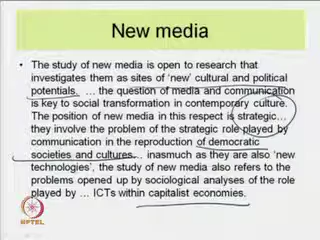 New media
• The study of new media is open to research that
investigates them as sites of 'new' cultural and political
potentials. … the question of media and communication
is key to social transformation in contemporary culture.
The position of new media in this respect is strategic…
they involve the problem of the strategic role played by
communication in the reproduction of democratic
societies and cultures… inasmuch as they are also 'new
technologies', the study of new media also refers to the
problems opened up by sociological analyses of the role
played by … ICTs within capitalist economies.
NPTEL